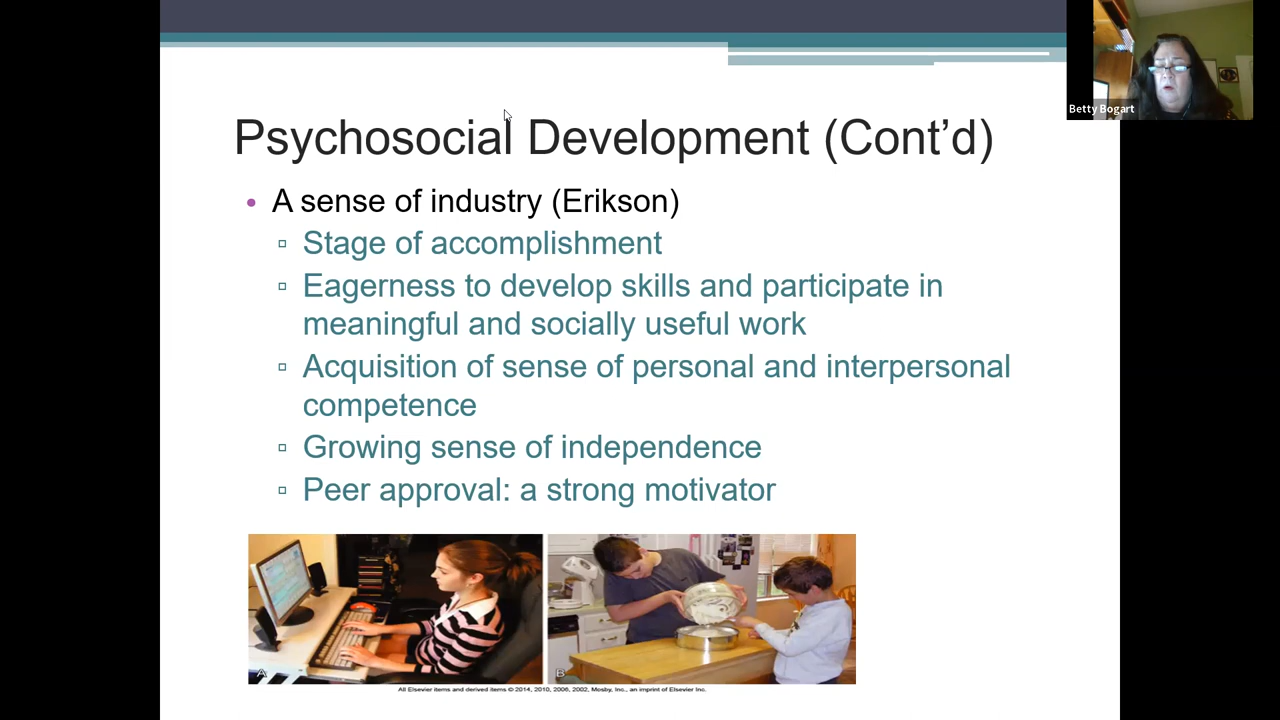 Betty Bogart
Psychosocial Development (Cont’d)
• A sense of industry (Erikson)
▫ Stage of accomplishment
▫ Eagerness to develop skills and participate in
meaningful and socially useful work
▫ Acquisition of sense of personal and interpersonal
competence
▫ Growing sense of independence
▫ Peer approval: a strong motivator
A
B
All Elsevier items and derived items © 2014, 2010, 2006, 2002, Mosby, Inc., an imprint of Elsevier Inc.